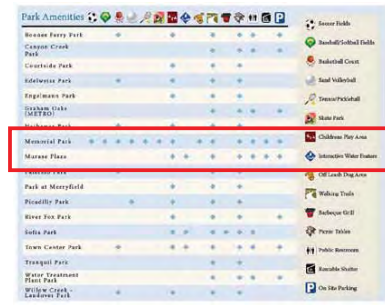 Park Amenities
Boones Ferry Park
Canyon Creek
Park
Courtside Park
Edelweiss Park
Engelmann Park
Graham Oaks
(METRO)
Memorial Park
Murase Plaza
Park at Merryfield
Picadilly Park
River Fox Park
Sofia Park
Town Center Park
Tranquil Park
Water Treatment
Plant Park
Willow Creek -
Landover Park
Soccer Fields
Baseball/Softball Fields
Basketball Court
Sand Volleyball
Tennis/Pickleball
Skate Park
Childrens Play Area
Interactive Water Feature
Off Leash Dog Area
Walking Trails
Barbeque Grill
Picnic Tables
Public Restroom
Rentable Shelter
P On Site Parking